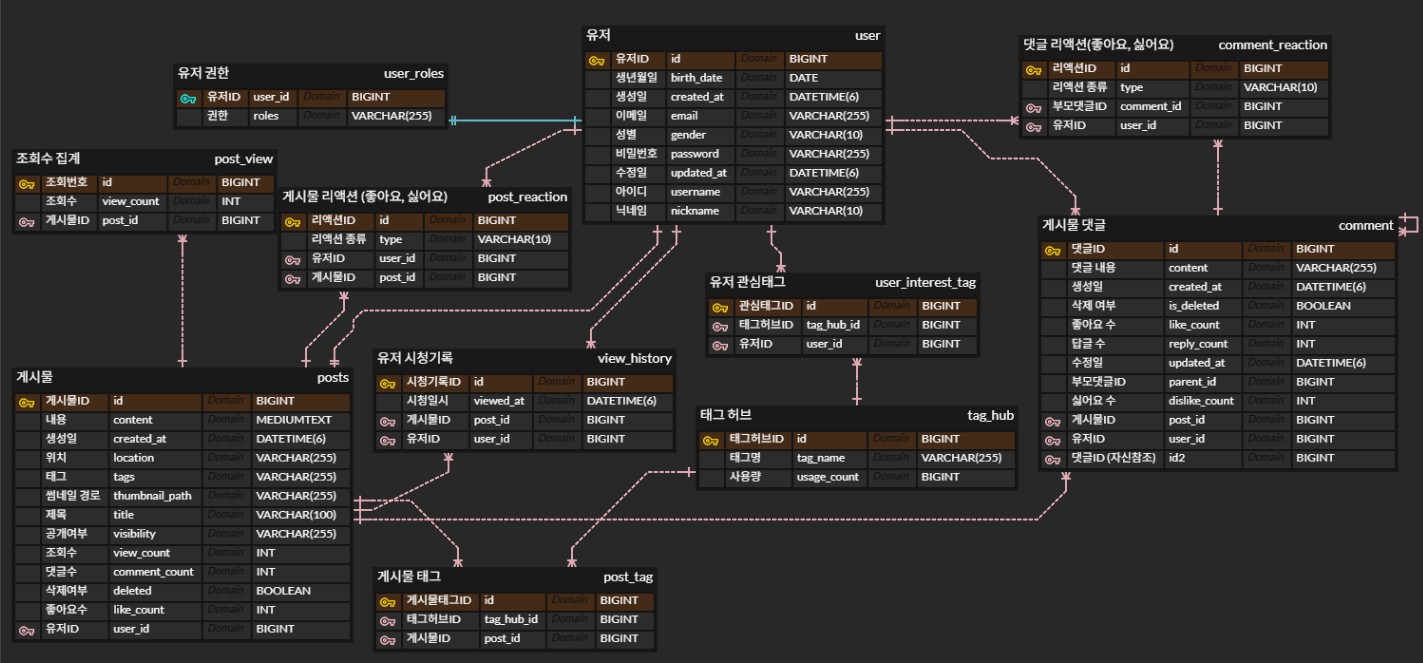 유저 user
유저ID id Domain BIGINT
생년월일 birth_date Domain DATE
생성일 created_at Domain DATETIME(6)
이메일 email Domain VARCHAR(255)
성별 gender Domain VARCHAR(10)
비밀번호 password Domain VARCHAR(255)
수정일 updated_at Domain DATETIME(6)
아이디 username Domain VARCHAR(255)
닉네임 nickname Domain VARCHAR(10)
댓글 리액션(좋아요, 싫어요) comment_reaction
리액션ID id Domain BIGINT
리액션 종류 type Domain VARCHAR(10)
부모댓글ID comment_id Domain BIGINT
유저ID user_id Domain BIGINT
유저 권한 user_roles
유저ID user_id Domain BIGINT
권한 roles Domain VARCHAR(255)
조회수 집계 post_view
조회번호 id Domain BIGINT
조회수 view_count Domain INT
게시물ID post_id Domain BIGINT
게시물 리액션 (좋아요, 싫어요) post_reaction
리액션ID id Domain BIGINT
리액션 종류 type Domain VARCHAR(10)
유저ID user_id Domain BIGINT
게시물ID post_id Domain BIGINT
게시물 댓글 comment
댓글ID id Domain BIGINT
댓글 내용 content Domain VARCHAR(255)
생성일 created_at Domain DATETIME(6)
삭제 여부 is_deleted Domain BOOLEAN
좋아요 수 like_count Domain INT
답글 수 reply_count Domain INT
수정일 updated_at Domain DATETIME(6)
부모댓글ID parent_id Domain BIGINT
싫어요 수 dislike_count Domain INT
게시물ID post_id Domain BIGINT
유저ID user_id Domain BIGINT
댓글ID (자신참조) id2 Domain BIGINT
유저 관심태그 user_interest_tag
관심태그ID id Domain BIGINT
태그허브ID tag_hub_id Domain BIGINT
유저ID user_id Domain BIGINT
유저 시청기록 view_history
시청기록ID id Domain BIGINT
시청일시 viewed_at Domain DATETIME(6)
게시물ID post_id Domain BIGINT
유저ID user_id Domain BIGINT
게시물 posts
게시물ID id Domain BIGINT
내용 content Domain MEDIUMTEXT
생성일 created_at Domain DATETIME(6)
위치 location Domain VARCHAR(255)
태그 tags Domain VARCHAR(255)
썸네일 경로 thumbnail_path Domain VARCHAR(255)
제목 title Domain VARCHAR(100)
공개여부 visibility Domain VARCHAR(255)
조회수 view_count Domain INT
댓글수 comment_count Domain INT
삭제여부 deleted Domain BOOLEAN
좋아요수 like_count Domain INT
유저ID user_id Domain BIGINT
태그 허브 tag_hub
태그허브ID id Domain BIGINT
태그명 tag_name Domain VARCHAR(255)
사용량 usage_count Domain BIGINT
게시물 태그 post_tag
게시물태그ID id Domain BIGINT
태그허브ID tag_hub_id Domain BIGINT
게시물ID post_id Domain BIGINT